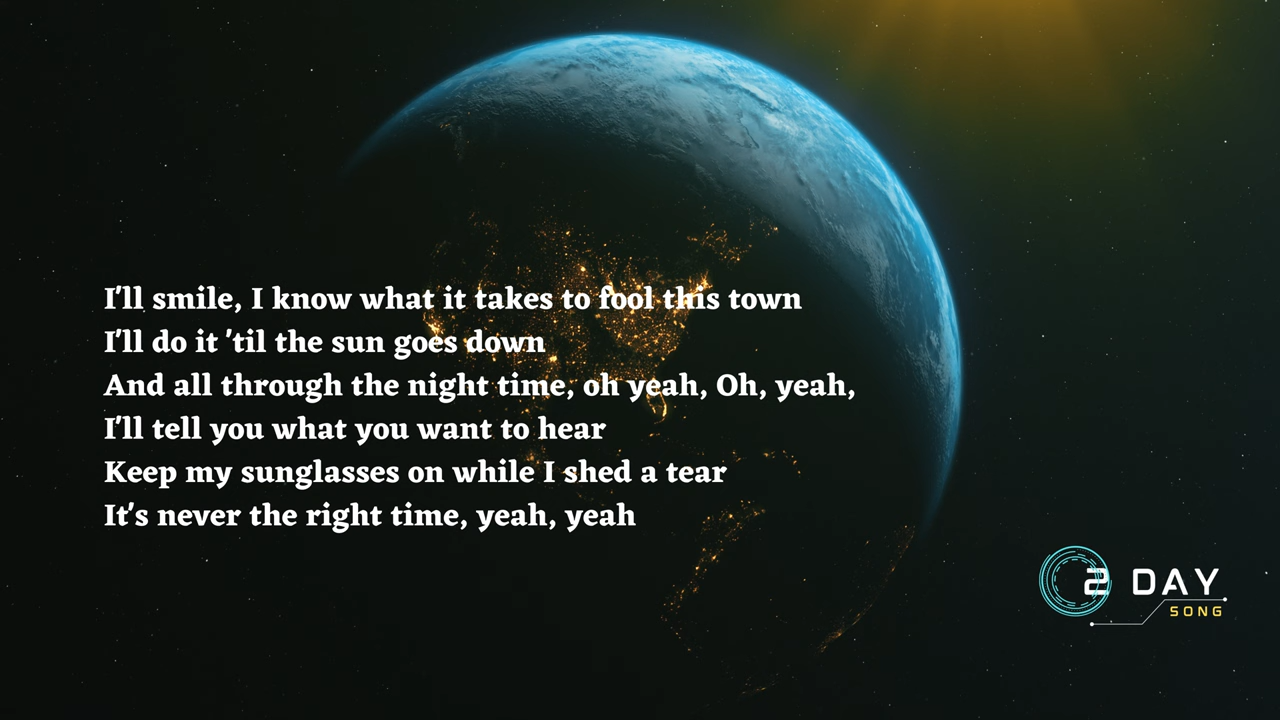 I'll smile, I know what it takes to fool this town
I'll do it 'til the sun goes down
And all through the night time, oh yeah, Oh, yeah,
I'll tell you what you want to hear
Keep my sunglasses on while I shed a tear
It's never the right time, yeah, yeah
2 DAY
SONG